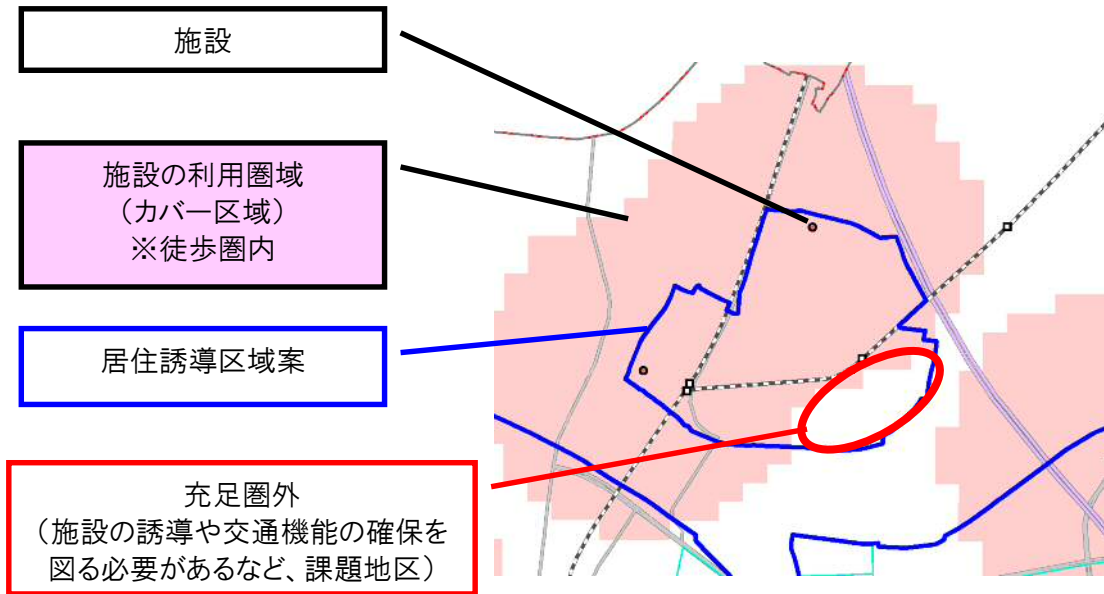 施設
施設の利用圏域
（カバー区域）
※徒歩圏内
居住誘導区域案
充足圏外
（施設の誘導や交通機能の確保を
図る必要があるなど、課題地区）